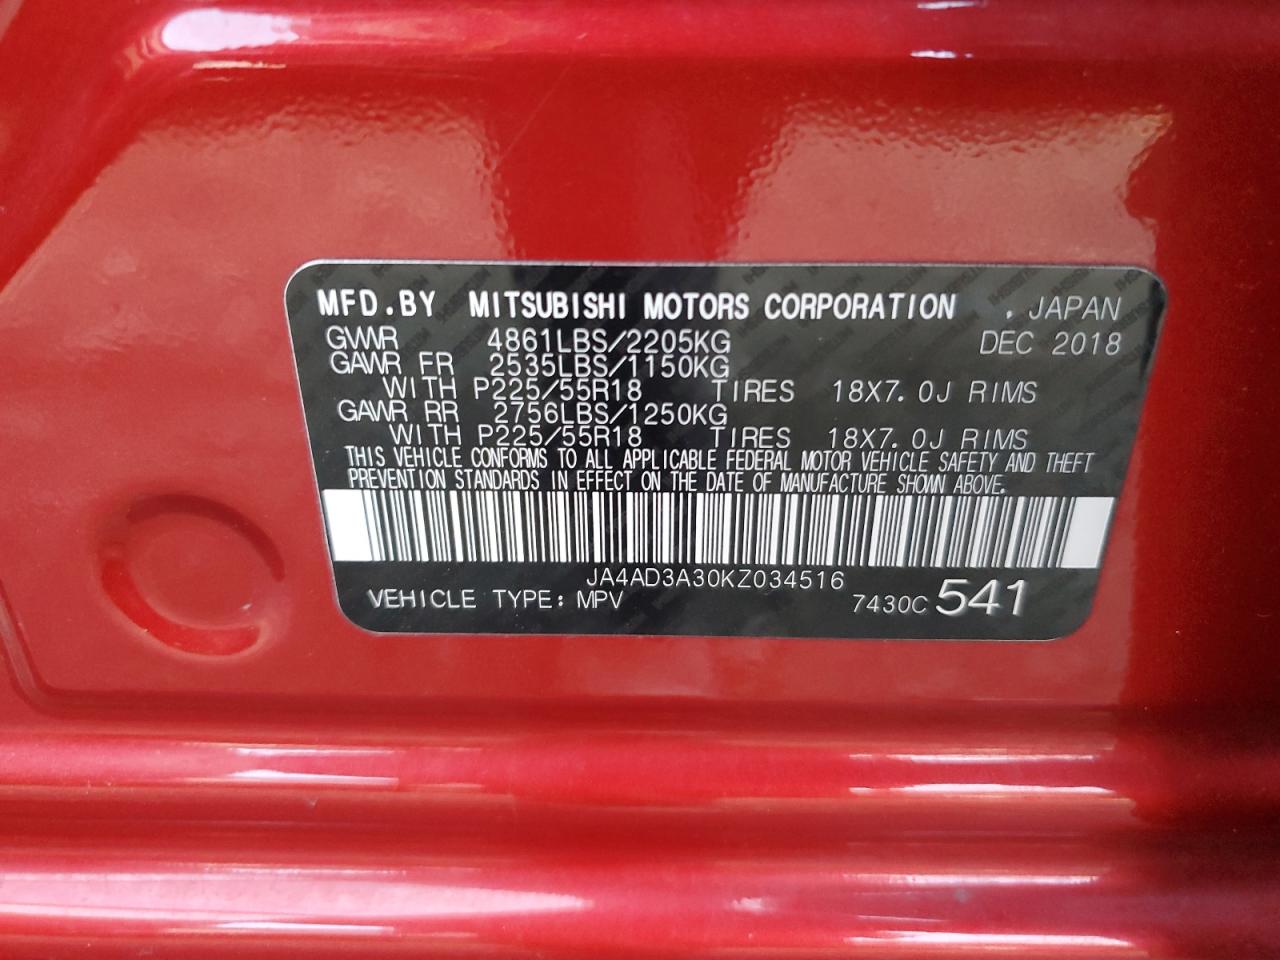 MFD.BY MITSUBISHI MOTORS CORPORATION , JAPAN
GVWR 4861LBS/2205KG DEC 2018
GAWR FR 2535LBS/1150KG
WITH P225/55R18 TIRES 18X7.0J RIMS
GAWR RR 2756LBS/1250KG
WITH P225/55R18 TIRES 18X7.0J RIMS
THIS VEHICLE CONFORMS TO ALL APPLICABLE FEDERAL MOTOR VEHICLE SAFETY AND THEFT
PREVENTION STANDARDS IN EFFECT ON THE DATE OF MANUFACTURE SHOWN ABOVE.
JA4AD3A30KZ034516
VEHICLE TYPE: MPV 7430C 541